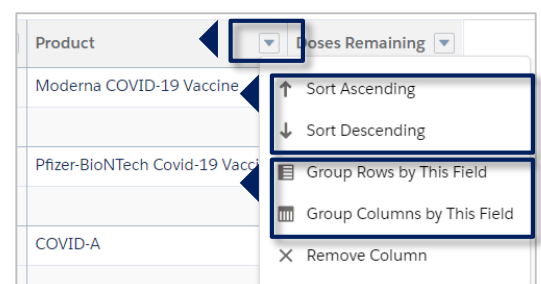 Product
Doses Remaining
Moderna COVID-19 Vaccine
Sort Ascending
Sort Descending
Pfizer-BioNTech Covid-19 Vacci
Group Rows by This Field
Group Columns by This Field
COVID-A
Remove Column